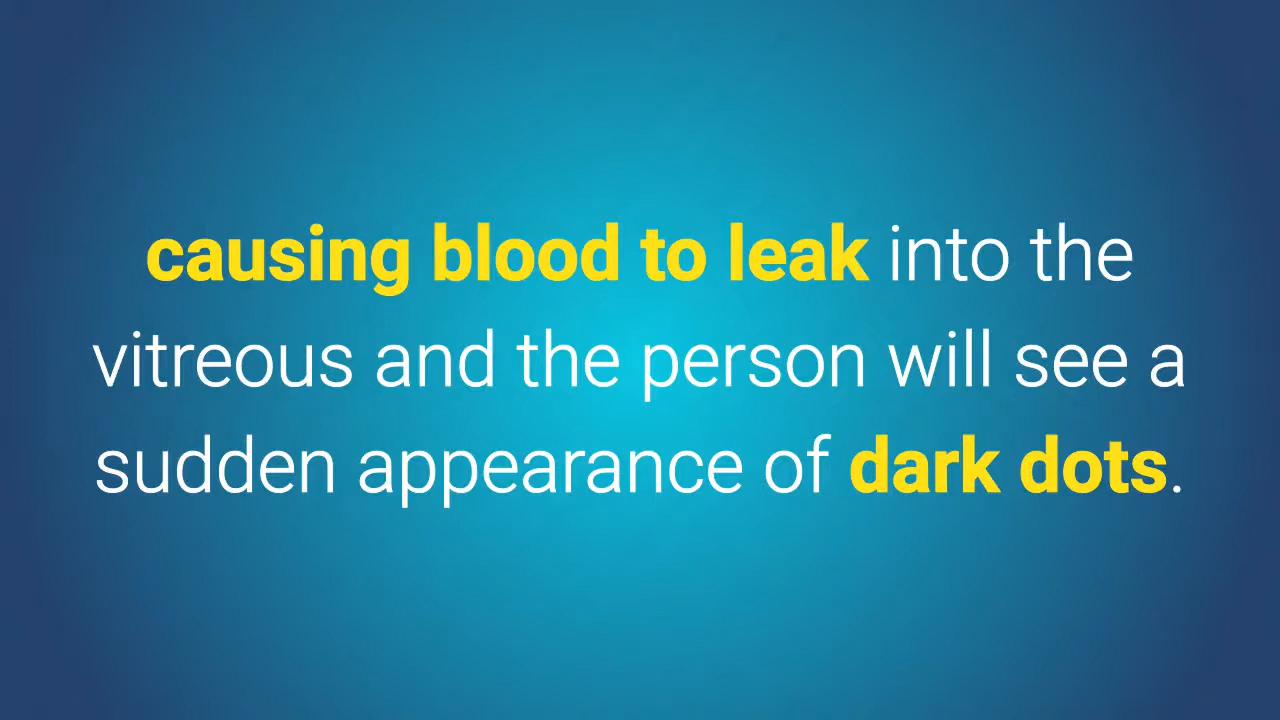 causing blood to leak into the
vitreous and the person will see a
sudden appearance of dark dots.